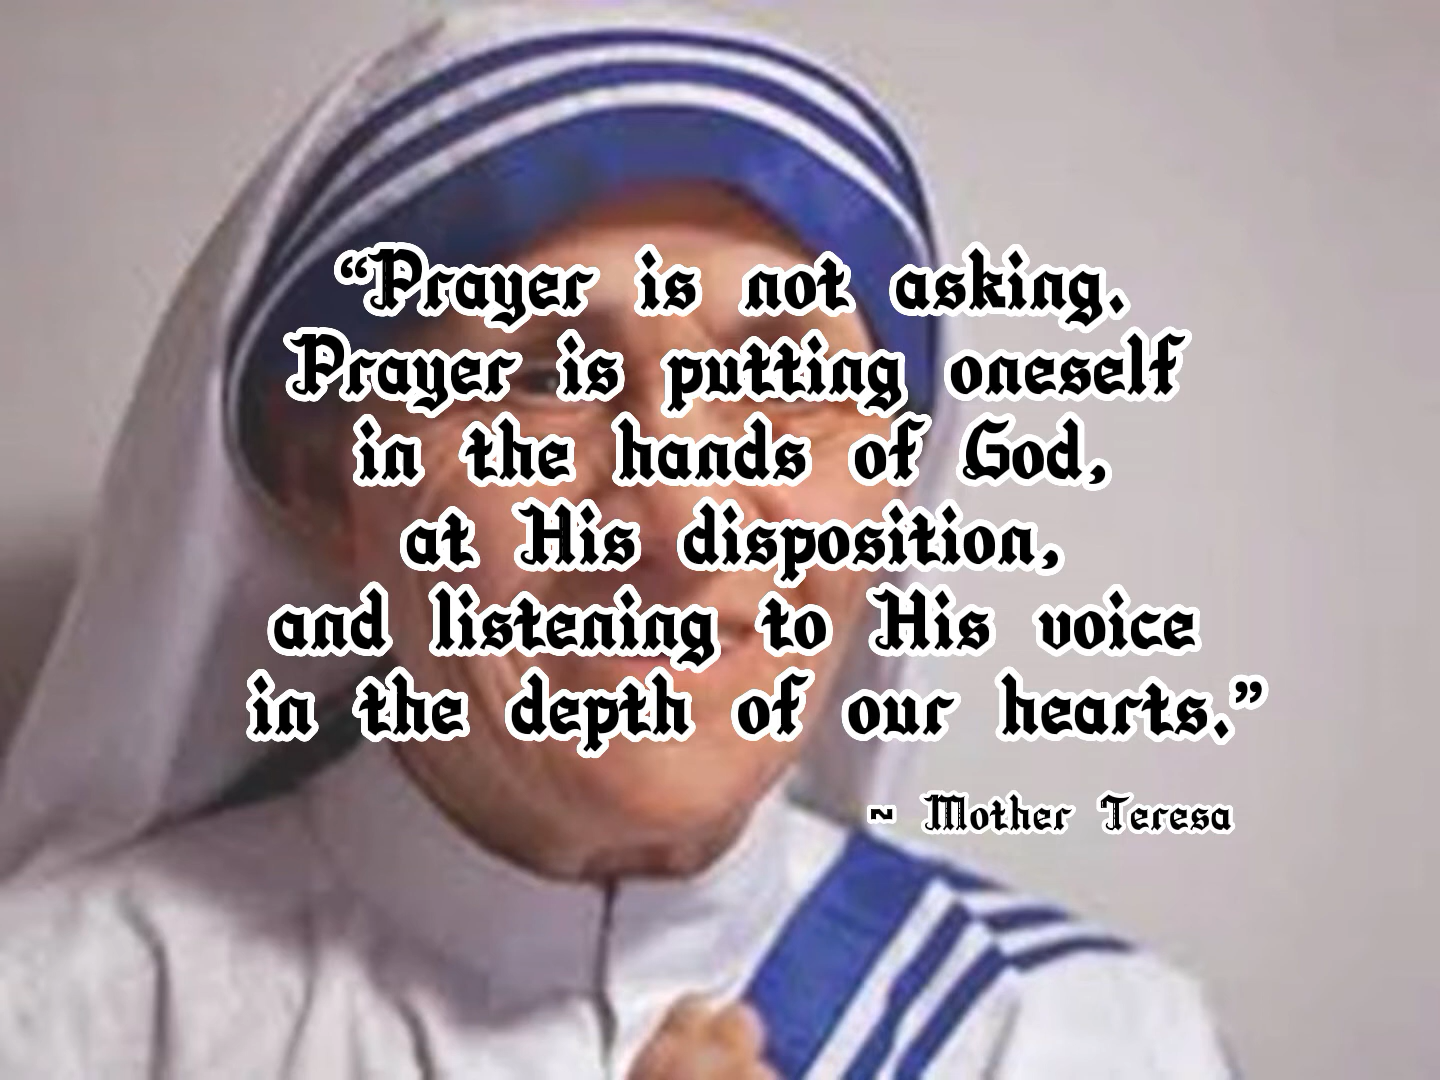 “Prayer is not asking.
Prayer is putting oneself
in the hands of God,
at His disposition,
and listening to His voice
in the depth of our hearts.”
~ Mother Teresa